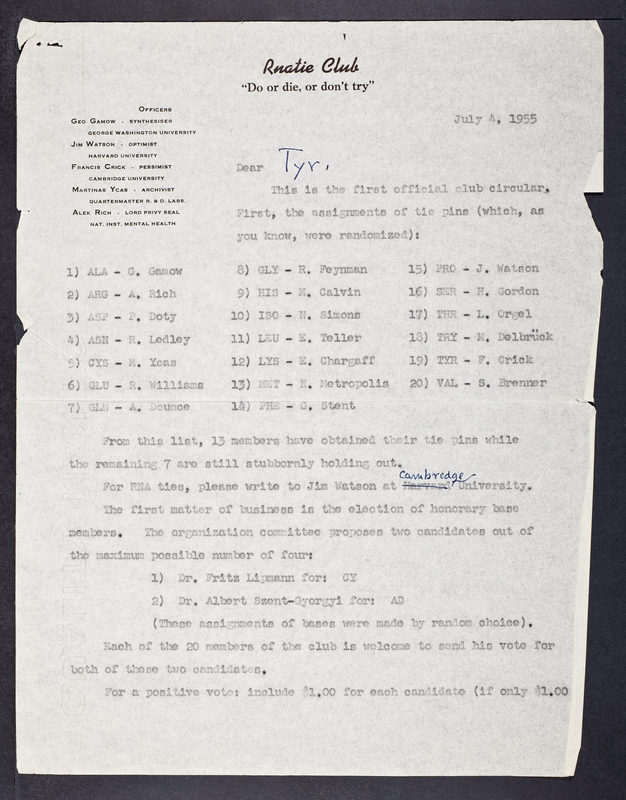 Rnatie Club
"Do or die, or don't try"
OFFICERS
GEO GAMOW - SYNTHESISER
GEORGE WASHINGTON UNIVERSITY
JIM WATSON - OPTIMIST
HARVARD UNIVERSITY
FRANCIS CRICK - PESSIMIST
CAMBRIDGE UNIVERSITY
MARTINAS YCAS - ARCHIVIST
QUARTERMASTER R. & D. LABS.
ALEX RICH - LORD PRIVY SEAL
NAT. INST. MENTAL HEALTH
July 4, 1955
Dear Tyr,
This is the first official club circular.
First, the assignments of tie pins (which, as
you know, were randomized):
1) ALA - G. Gamow
2) ARG - A. Rich
3) ASP - P. Doty
4) ASN - R. Ledley
5) CYS - M. Ycas
6) GLU - R. Williams
7) GLN - A. Dounce
8) GLY - R. Feynman
9) HIS - M. Calvin
10) ISO - N. Simons
11) LEU - E. Teller
12) LYS - E. Chargaff
13) MET - N. Metropolis
14) PHE - G. Stent
15) PRO - J. Watson
16) SER - H. Gordon
17) THR - L. Orgel
18) TRY - M. Delbrück
19) TYR - F. Crick
20) VAL - S. Brenner
From this list, 13 members have obtained their tie pins while
the remaining 7 are still stubbornly holding out.
Cambredge
For RNA ties, please write to Jim Watson at Harvard University.
The first matter of business is the election of honorary base
members. The organization committee proposes two candidates out of
the maximum possible number of four:
1) Dr. Fritz Lipmann for: CY
2) Dr. Albert Szent-Gyorgyi for: AD
(These assignments of bases were made by random choice).
Each of the 20 members of the club is welcome to send his vote for
both of these two candidates.
For a positive vote: include $1.00 for each candidate (if only $1.00